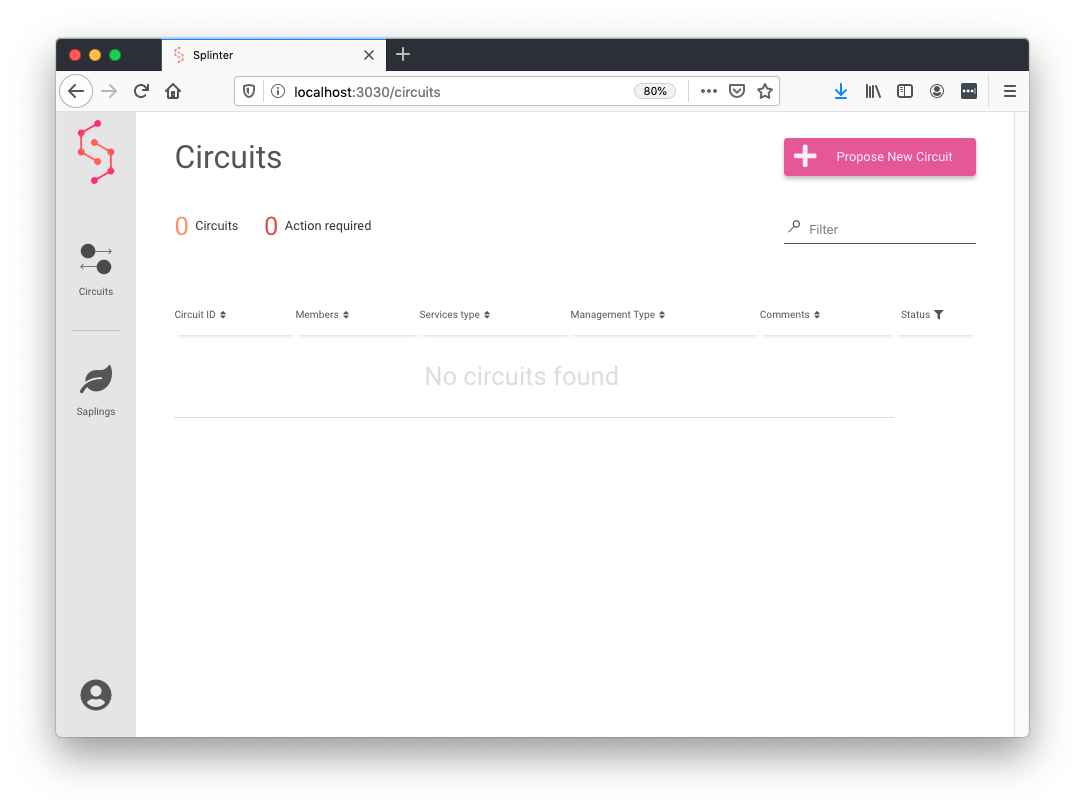 Splinter
localhost:3030/circuits 80%
Circuits
Propose New Circuit
0 Circuits 0 Action required
Filter
Circuits
Circuit ID Members Services type Management Type Comments Status
No circuits found
Saplings